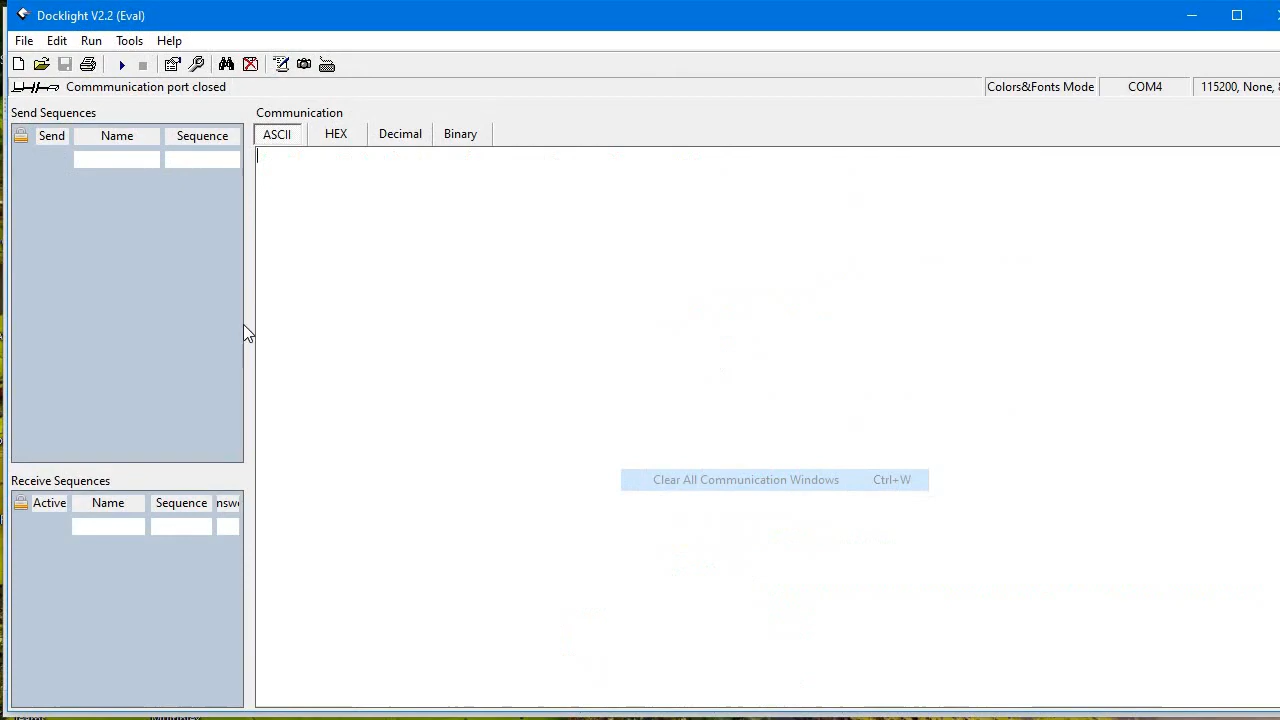 Docklight V2.2 (Eval)
File Edit Run Tools Help
Commmunication port closed
Colors&Fonts Mode
COM4
115200, None, 8
Send Sequences
Communication
Send Name Sequence
ASCII HEX Decimal Binary
Clear All Communication Windows Ctrl+W
Receive Sequences
Active Name Sequence nswe